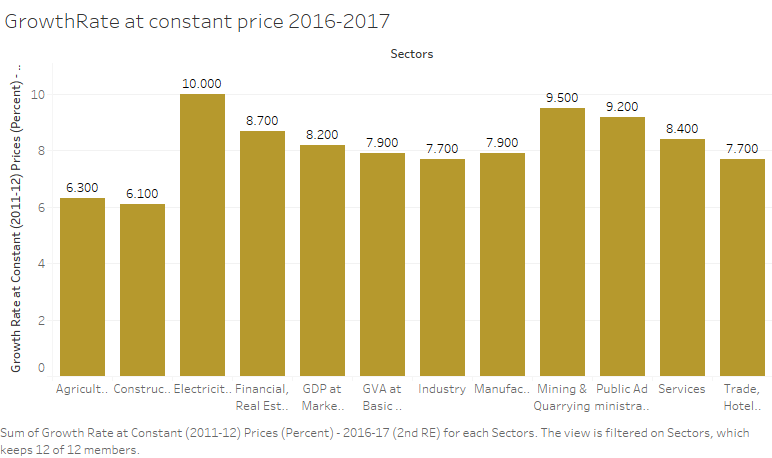 GrowthRate at constant price 2016-2017
Sectors
Growth Rate at Constant (2011-12) Prices (Percent) - ..
10
8
6
4
2
0
6.300
6.100
10.000
8.700
8.200
7.900
7.700
7.900
9.500
9.200
8.400
7.700
Agricult..
Construc..
Electricit..
Financial,
Real Est..
GDP at
Marke..
GVA at
Basic ..
Industry
Manufac..
Mining &
Quarrying
Public Ad
ministra..
Services
Trade,
Hotel..
Sum of Growth Rate at Constant (2011-12) Prices (Percent) - 2016-17 (2nd RE) for each Sectors. The view is filtered on Sectors, which
keeps 12 of 12 members.